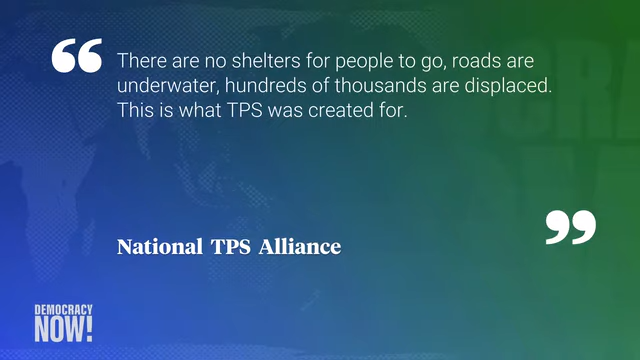 There are no shelters for people to go, roads are
underwater, hundreds of thousands are displaced.
This is what TPS was created for.
National TPS Alliance
DEMOCRACY
NOW!